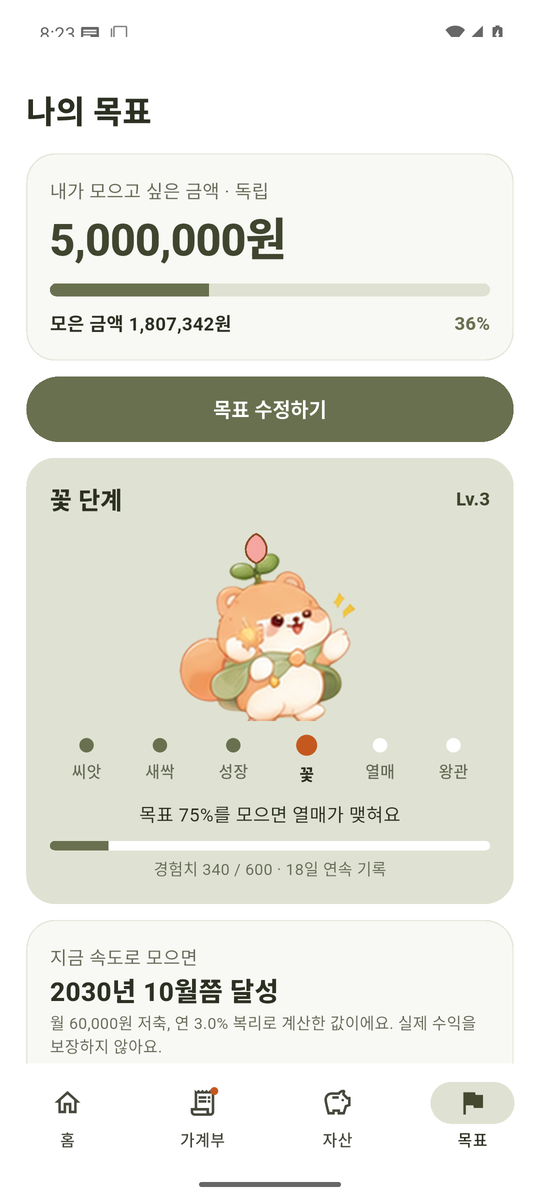 8:23
나의 목표
내가 모으고 싶은 금액 · 독립
5,000,000원
모은 금액 1,807,342원
36%
목표 수정하기
꽃 단계
Lv.3
씨앗
새싹
성장
꽃
열매
왕관
목표 75%를 모으면 열매가 맺혀요
경험치 340 / 600 · 18일 연속 기록
지금 속도로 모으면
2030년 10월쯤 달성
월 60,000원 저축, 연 3.0% 복리로 계산한 값이에요. 실제 수익을
보장하지 않아요.
홈
가계부
자산
목표